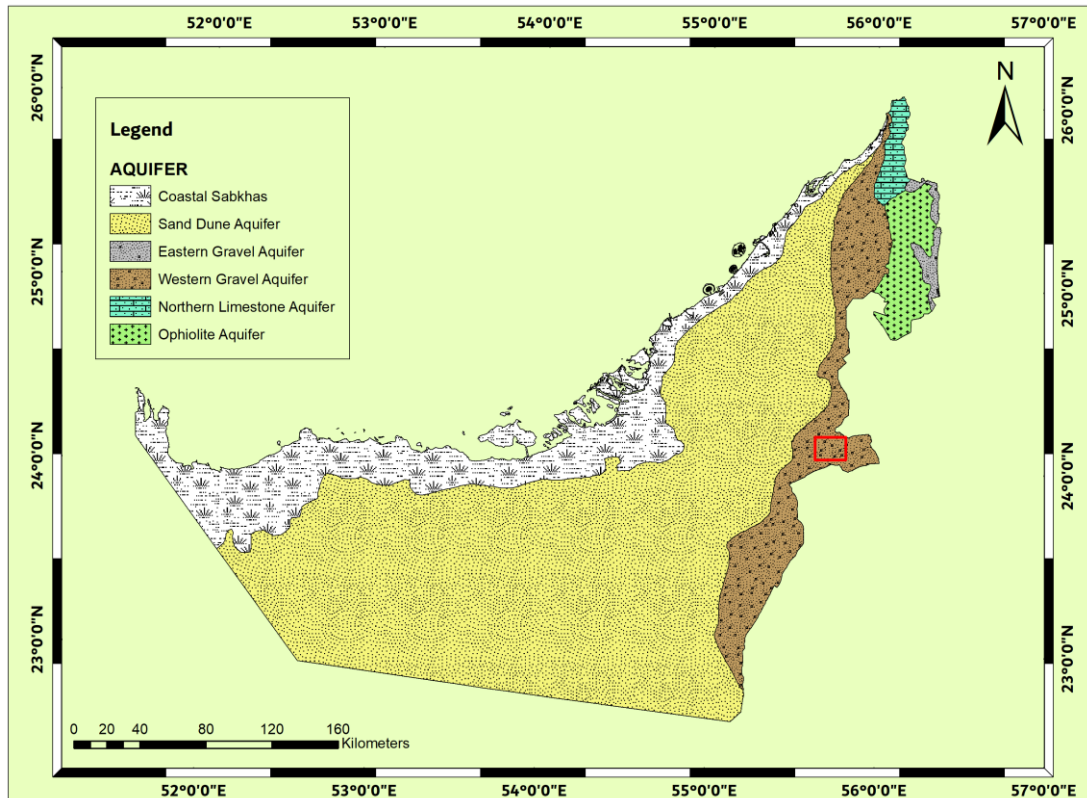 52°0'0"E 53°0'0"E 54°0'0"E 55°0'0"E 56°0'0"E 57°0'0"E
26°0'0"N
25°0'0"N
24°0'0"N
23°0'0"N
N
Legend
AQUIFER
Coastal Sabkhas
Sand Dune Aquifer
Eastern Gravel Aquifer
Western Gravel Aquifer
Northern Limestone Aquifer
Ophiolite Aquifer
26°0'0"N
25°0'0"N
24°0'0"N
23°0'0"N
0 20 40 80 120 160
Kilometers
52°0'0"E 53°0'0"E 54°0'0"E 55°0'0"E 56°0'0"E 57°0'0"E